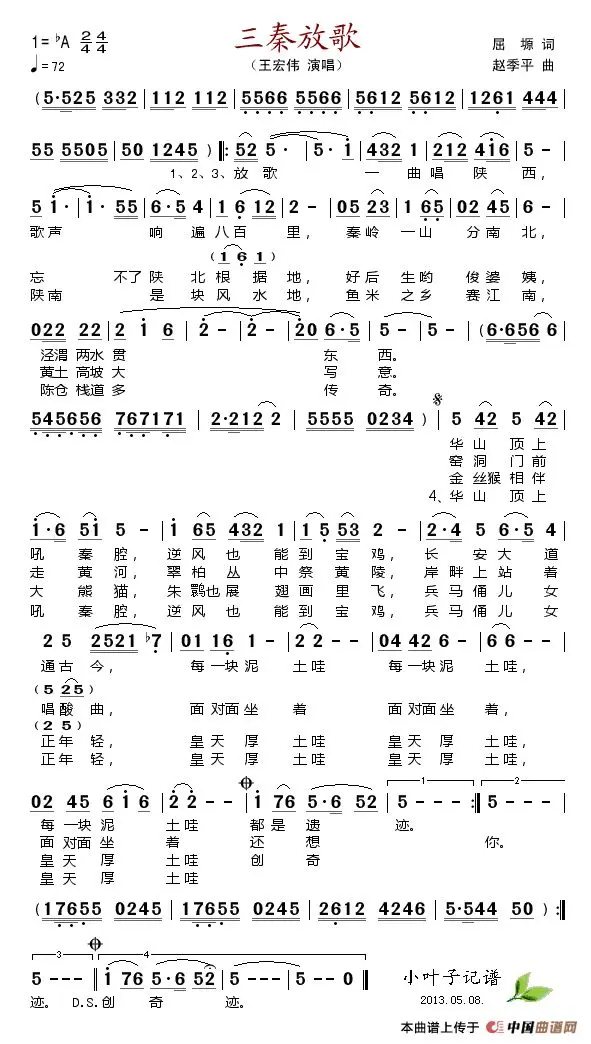 三秦放歌
1=♭A 2/4 4/4
♩=72
（王宏伟 演唱）
屈 塬 词
赵季平 曲
(5·525 332 | 112 112 | 5566 5566 | 5612 5612 | 1261 444 |
55 5505 | 50 1245 ) ‖: 52 5· | 5· i | 432 1 | 212 4i6 | 5 - |
1、2、3、放 歌 一 曲 唱 陕 西,
5 i· | i· 55 | 6·5 4 | 1 6 12 | 2 - | 05 23 | 1 65 | 02 45 | 6 - |
歌声 响 遍 八百 里, 秦岭 一山 分南北,
(1 6 1)
忘 不了陕 北根据地, 好后 生哟 俊婆 姨,
陕南 是 块风 水地, 鱼米 之乡 赛江 南,
022 22 | 2 i 6 | 2 - | 2 - | 20 6·5 | 5 - | 5 - | (6·656 6 |
泾渭 两水 贯 东 西。
黄土 高坡 大 写 意。
陈仓 栈道 多 传 奇。
545656 767171 | 2·212 2 | 5555 0234 ) | 5 42 5 42 |
华 山 顶 上
窑 洞 门 前
金 丝猴 相 伴
4、华 山 顶 上
i·6 5i 5 - | i 65 432 1 | 1 5 53 2 - | 2·4 5 6·5 4 |
吼 秦 腔, 逆 风 也 能 到 宝 鸡, 长 安 大 道
走 黄 河, 翠 柏 丛 中 祭 黄 陵, 岸 畔 上 站 着
大 熊 猫, 朱 鹮也 展 翅 画 里 飞, 兵 马 俑 儿 女
吼 秦 腔, 逆 风 也 能 到 宝 鸡, 兵 马 俑 儿 女
2 5 2521 ♭7 | 01 16 1 - | 2 2 - - | 04 42 6 - | 6 6 - - |
通 古 今, 每 一块 泥 土 哇 每 一块 泥 土哇,
(5 25)
唱酸 曲, 面 对面 坐 着 面 对面 坐 着,
(2 5)
正年 轻, 皇 天 厚 土哇 皇 天 厚 土哇,
正年 轻, 皇 天 厚 土哇 皇 天 厚 土哇,
02 45 6 i 6 | 2 2 - - | i 76 5·6 52 | 1 5 - - - :‖ 2 5 - - - |
每 一块 泥 土哇 都 是 遗 迹.
面 对面 坐 着 还 想 你.
皇 天 厚 土哇 创 奇
皇 天 厚 土哇
(17655 0245 | 17655 0245 | 2612 4246 | 5·544 50 ) :‖
3 5 - - - ‖ 4 i 76 5·6 52 | 5 - - - | 5 - - 0 ‖
迹. D.S.创 奇 迹.
小叶子记谱
2013.05.08.
本曲谱上传于 中国曲谱网